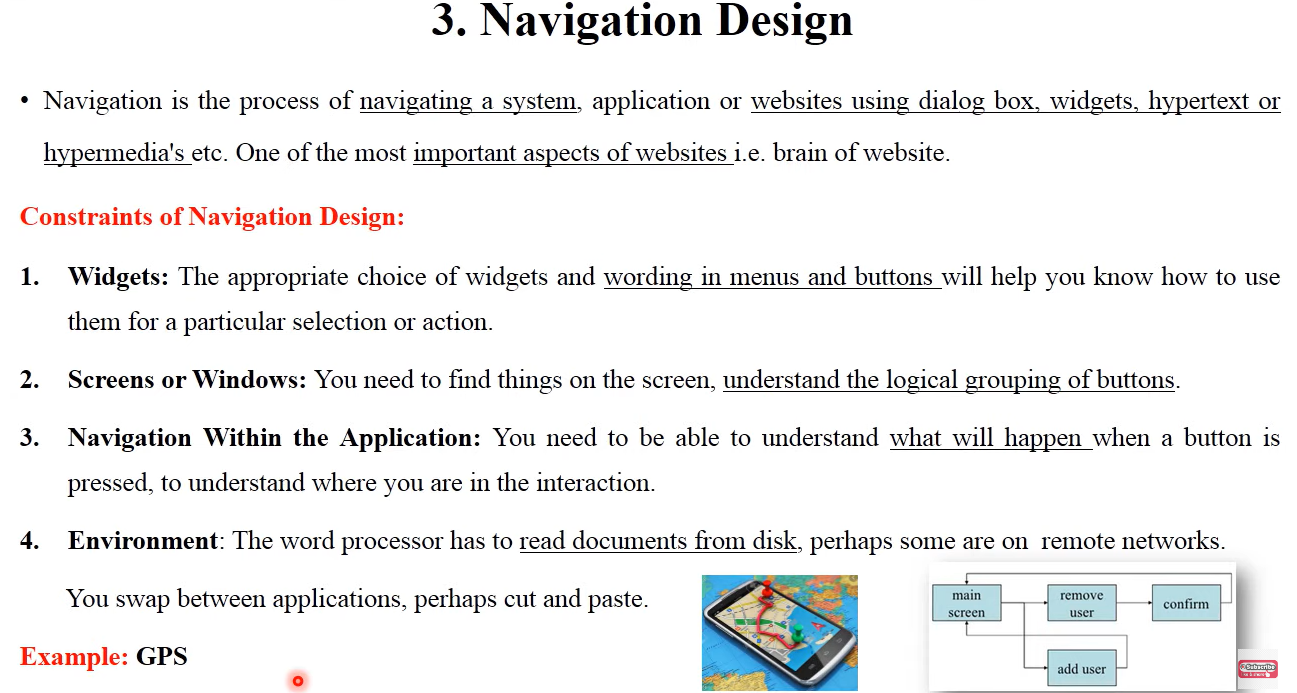 3. Navigation Design
• Navigation is the process of navigating a system, application or websites using dialog box, widgets, hypertext or
hypermedia's etc. One of the most important aspects of websites i.e. brain of website.
Constraints of Navigation Design:
1. Widgets: The appropriate choice of widgets and wording in menus and buttons will help you know how to use
them for a particular selection or action.
2. Screens or Windows: You need to find things on the screen, understand the logical grouping of buttons.
3. Navigation Within the Application: You need to be able to understand what will happen when a button is
pressed, to understand where you are in the interaction.
4. Environment: The word processor has to read documents from disk, perhaps some are on remote networks.
You swap between applications, perhaps cut and paste.
Example: GPS
main
screen
remove
user
confirm
add user
Subscribe